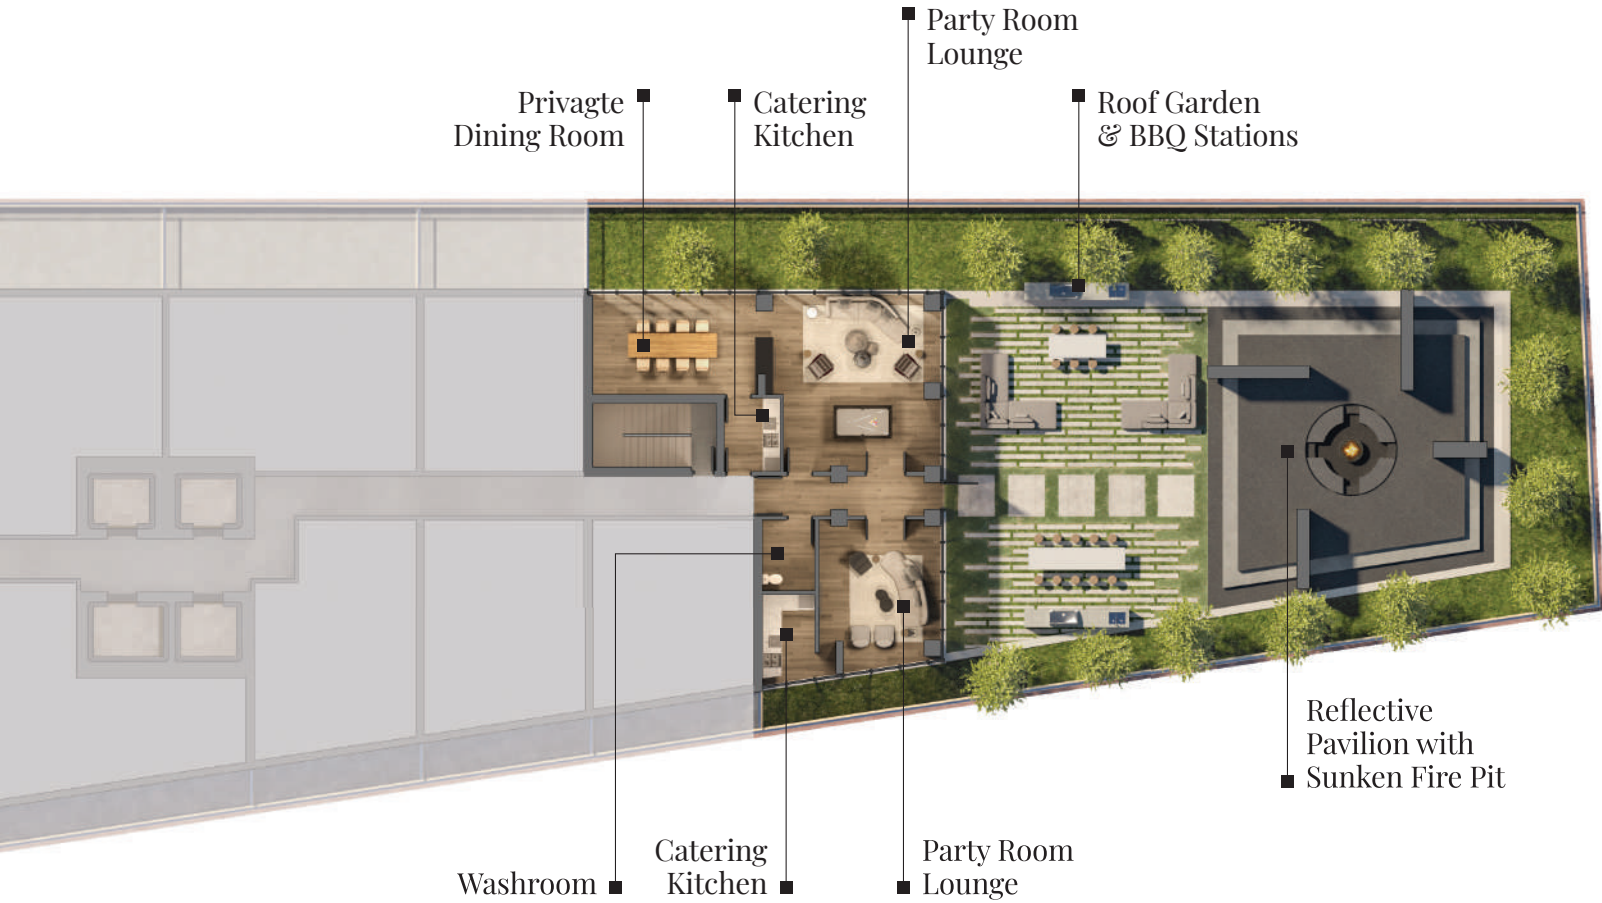 Party Room
Lounge
Privagte
Dining Room
Catering
Kitchen
Roof Garden
& BBQ Stations
Reflective
Pavilion with
Sunken Fire Pit
Washroom
Catering
Kitchen
Party Room
Lounge